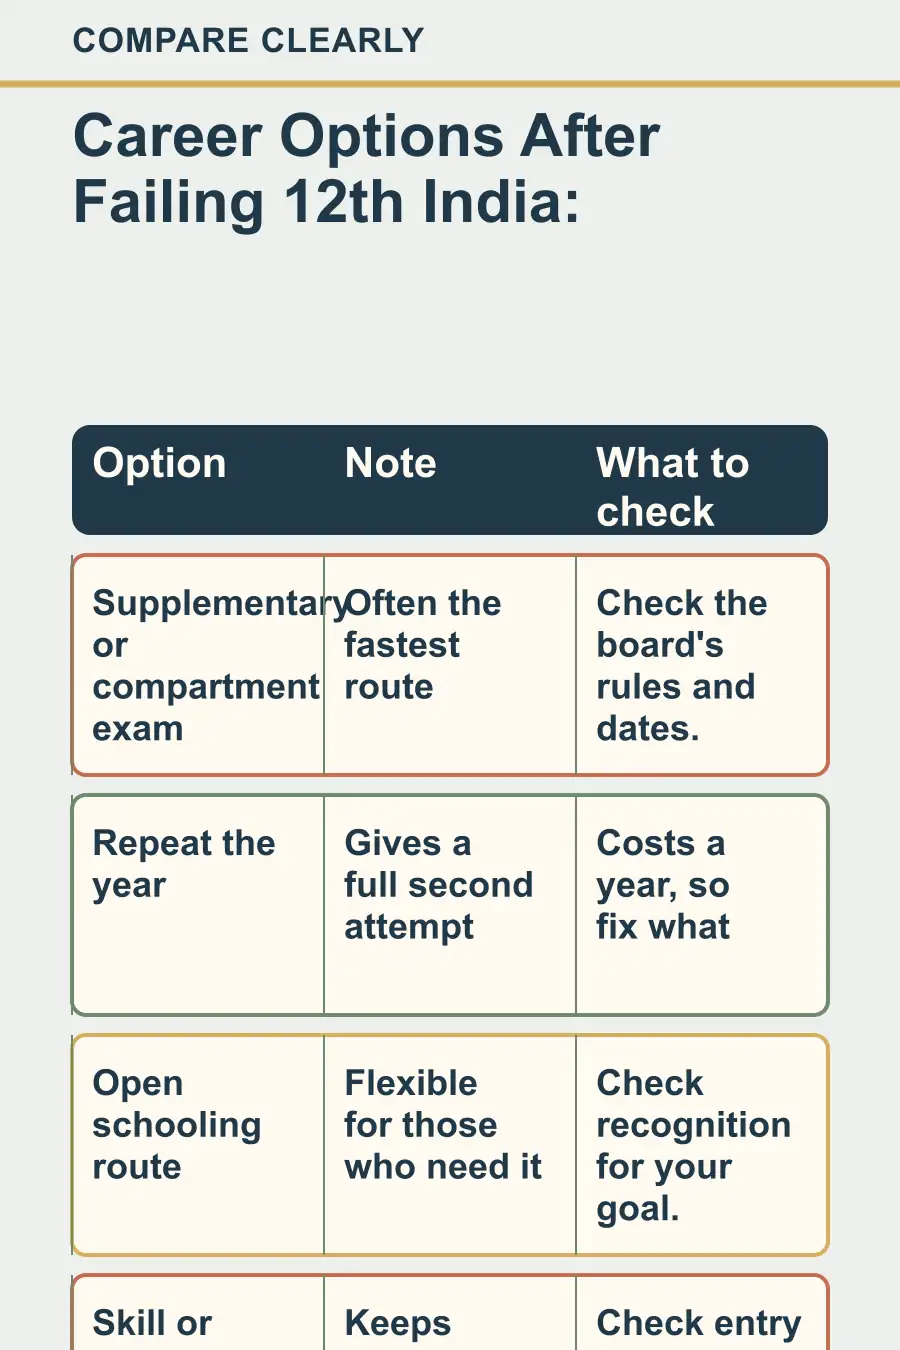 COMPARE CLEARLY
Career Options After
Failing 12th India:
Option
Note
What to
check
Supplementary
or
compartment
exam
Often the
fastest
route
Check the
board's
rules and
dates.
Repeat the
year
Gives a
full second
attempt
Costs a
year, so
fix what
Open
schooling
route
Flexible
for those
who need it
Check
recognition
for your
goal.
Skill or
Keeps
Check entry